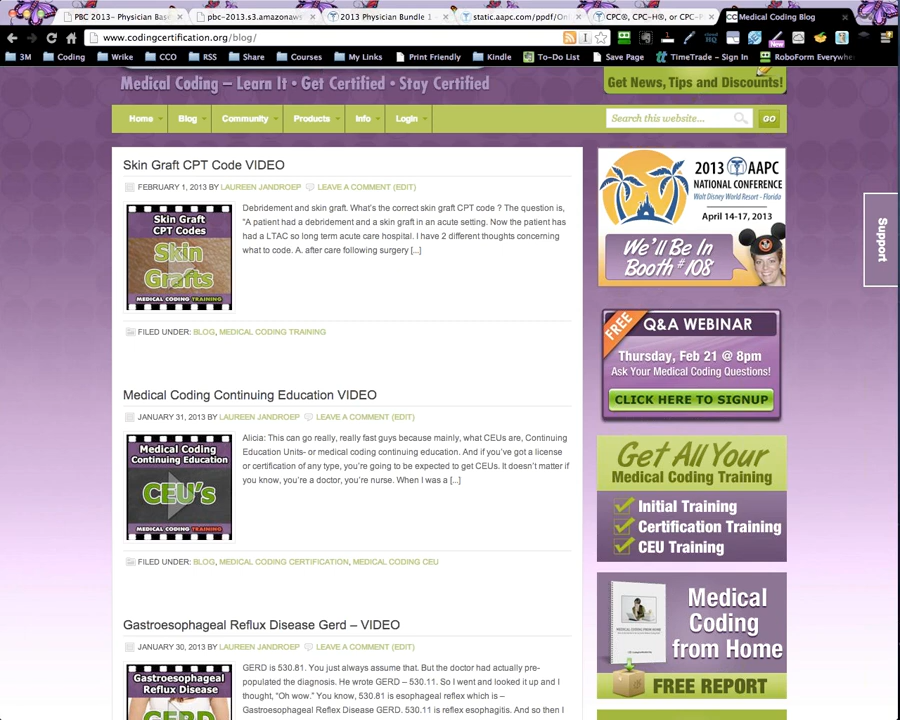 PBC 2013– Physician Base
pbc-2013.s3.amazonaws
2013 Physician Bundle 1
static.aapc.com/ppdf/Onl
CPC®, CPC-H®, or CPC-
CC Medical Coding Blog
www.codingcertification.org/blog/
New
3M Coding Wrike CCO RSS Share Courses My Links Print Friendly Kindle To-Do List Save Page TimeTrade – Sign In RoboForm Everywhe
Medical Coding – Learn It • Get Certified • Stay Certified
Get News, Tips and Discounts!
Home Blog Community Products Info Login
Search this website... GO
Skin Graft CPT Code VIDEO
FEBRUARY 1, 2013 BY LAUREEN JANDROEP LEAVE A COMMENT (EDIT)
Skin Graft
CPT Codes
Skin
Grafts
MEDICAL CODING TRAINING
Debridement and skin graft. What's the correct skin graft CPT code ? The question is,
"A patient had a debridement and a skin graft in an acute setting. Now the patient has
had a LTAC so long term acute care hospital. I have 2 different thoughts concerning
what to code. A. after care following surgery [...]
FILED UNDER: BLOG, MEDICAL CODING TRAINING
Medical Coding Continuing Education VIDEO
JANUARY 31, 2013 BY LAUREEN JANDROEP LEAVE A COMMENT (EDIT)
Medical Coding
Continuing Education
CEU's
MEDICAL CODING TRAINING
Alicia: This can go really, really fast guys because mainly, what CEUs are, Continuing
Education Units- or medical coding continuing education. And if you've got a license
or certification of any type, you're going to be expected to get CEUs. It doesn't matter if
you know, you're a doctor, you're nurse. When I was a [...]
FILED UNDER: BLOG, MEDICAL CODING CERTIFICATION, MEDICAL CODING CEU
Gastroesophageal Reflux Disease Gerd – VIDEO
JANUARY 30, 2013 BY LAUREEN JANDROEP LEAVE A COMMENT (EDIT)
Gastroesophageal
Reflux Disease
GERD
GERD is 530.81. You just always assume that. But the doctor had actually pre-
populated the diagnosis. He wrote GERD – 530.11. So I went and looked it up and I
thought, "Oh wow." You know, 530.81 is esophageal reflex which is –
Gastroesophageal Reflux Disease GERD. 530.11 is reflex esophagitis. And so then I
2013 AAPC
NATIONAL CONFERENCE
Walt Disney World Resort - Florida
April 14-17, 2013
We'll Be In
Booth #108
Support
FREE Q&A WEBINAR
Thursday, Feb 21 @ 8pm
Ask Your Medical Coding Questions!
CLICK HERE TO SIGNUP
Get All Your
Medical Coding Training
Initial Training
Certification Training
CEU Training
Medical
Coding
from Home
FREE REPORT